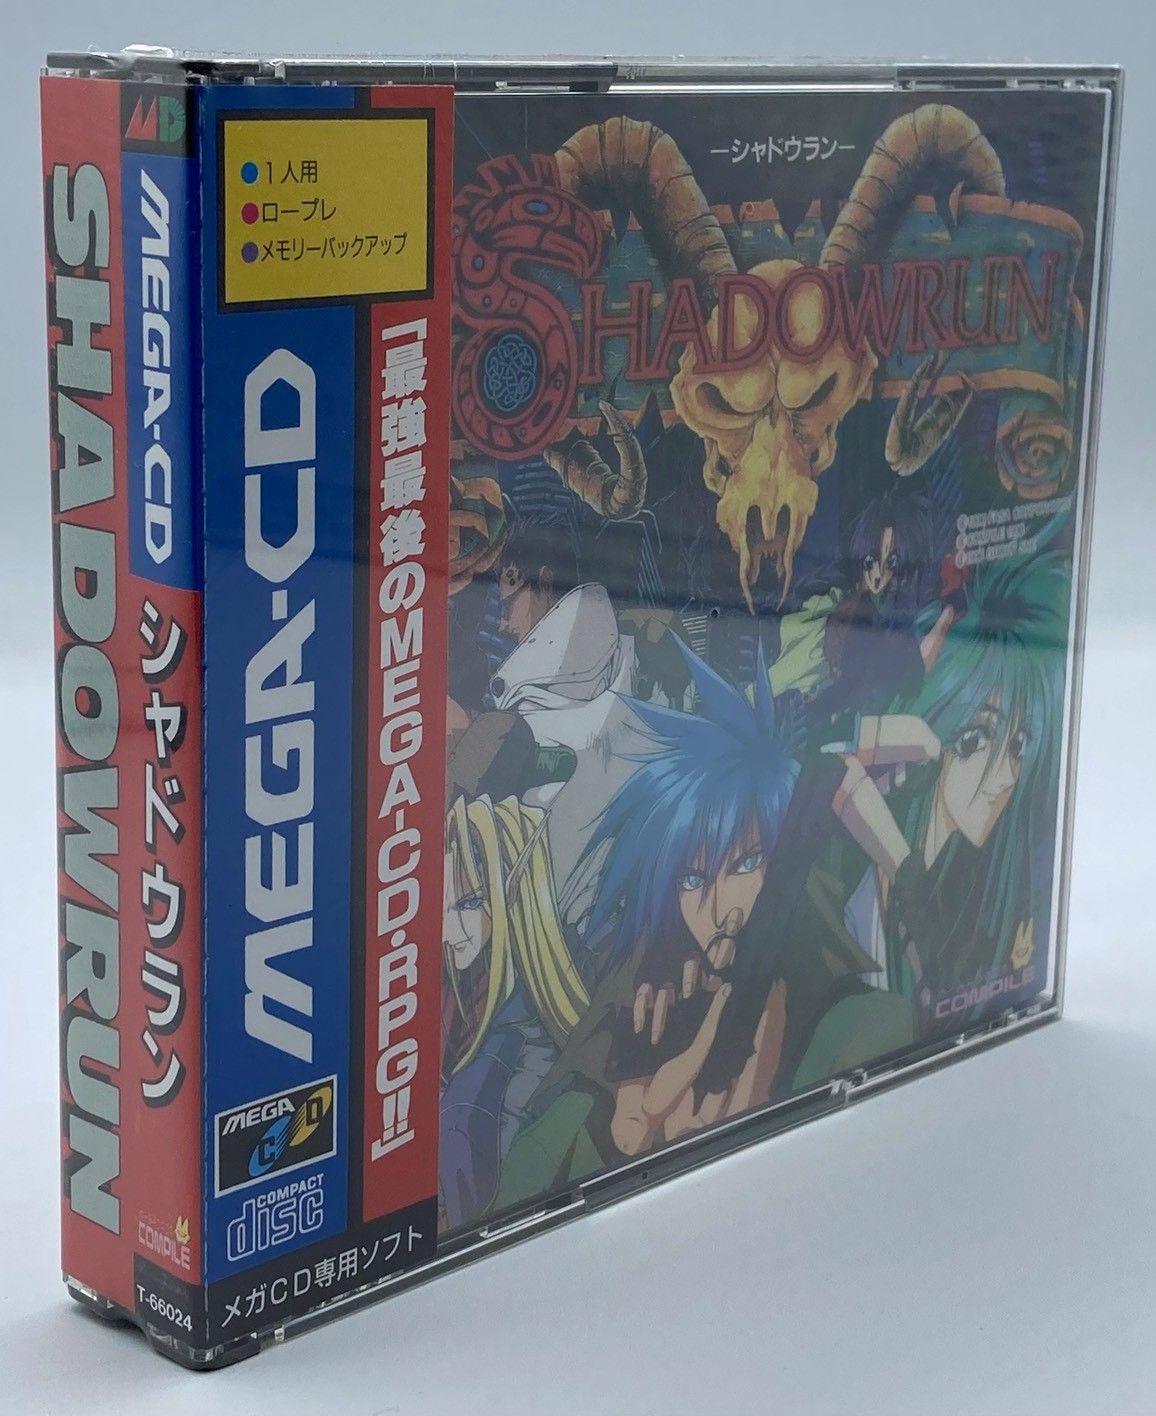 MD
MEGA-CD
シャドウラン
SHADOWRUN
COMPILE
T-66024
●1人用
●ロープレ
●メモリーバックアップ
MEGA-CD
「最強最後のMEGA-CD・RPG!!」
MEGA
CD
COMPACT
disc
メガCD専用ソフト
ーシャドウランー
SHADOWRUN
COMPILE